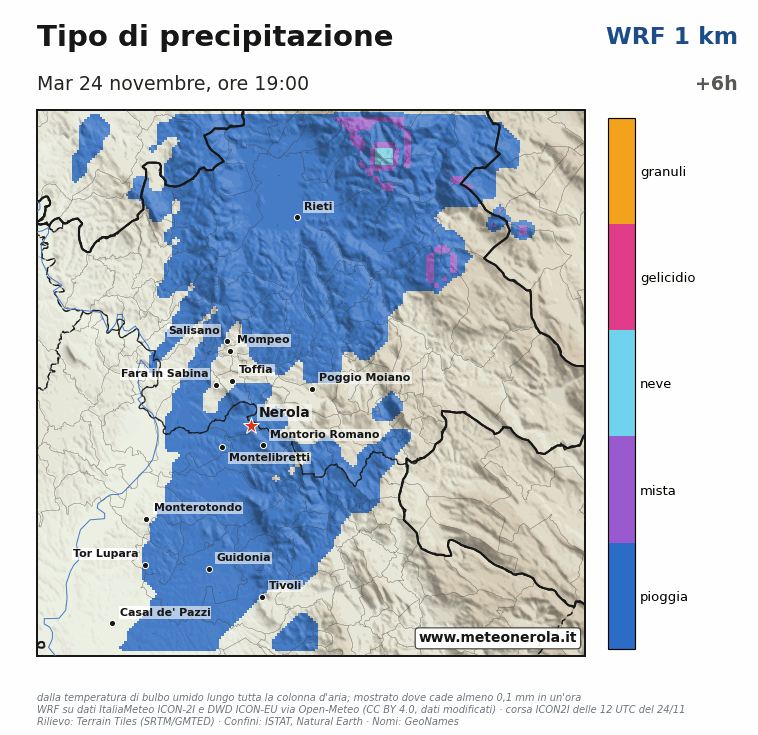 Tipo di precipitazione
WRF 1 km
Mar 24 novembre, ore 19:00
+6h
granuli
gelicidio
neve
mista
pioggia
Rieti
Salisano
Mompeo
Fara in Sabina
Toffia
Poggio Moiano
Nerola
Montorio Romano
Montelibretti
Monterotondo
Tor Lupara
Guidonia
Tivoli
Casal de' Pazzi
www.meteonerola.it
dalla temperatura di bulbo umido lungo tutta la colonna d'aria; mostrato dove cade almeno 0,1 mm in un'ora
WRF su dati ItaliaMeteo ICON-2I e DWD ICON-EU via Open-Meteo (CC BY 4.0, dati modificati) · corsa ICON2I delle 12 UTC del 24/11
Rilievo: Terrain Tiles (SRTM/GMTED) · Confini: ISTAT, Natural Earth · Nomi: GeoNames